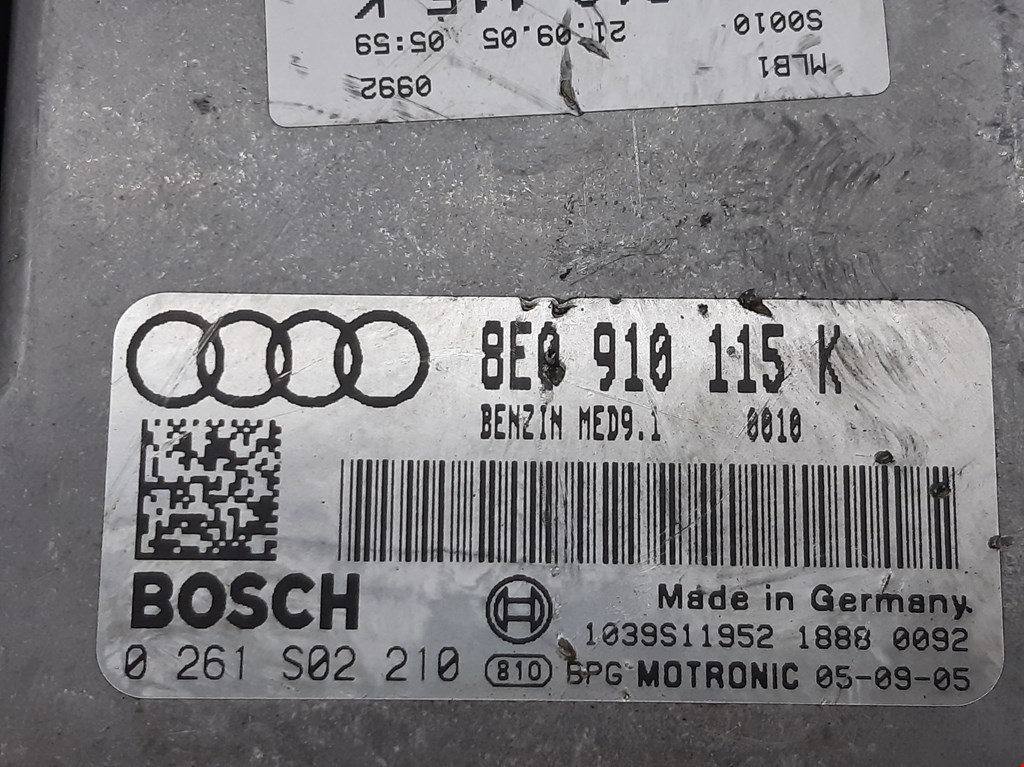 115 K
21.09.05 05:59
S0010
0992
MLB1
8E0 910 115 K
BENZIN MED9.1 0010
BOSCH
Made in Germany
1039S11952 1888 0092
0 261 S02 210
810 BPG MOTRONIC 05-09-05